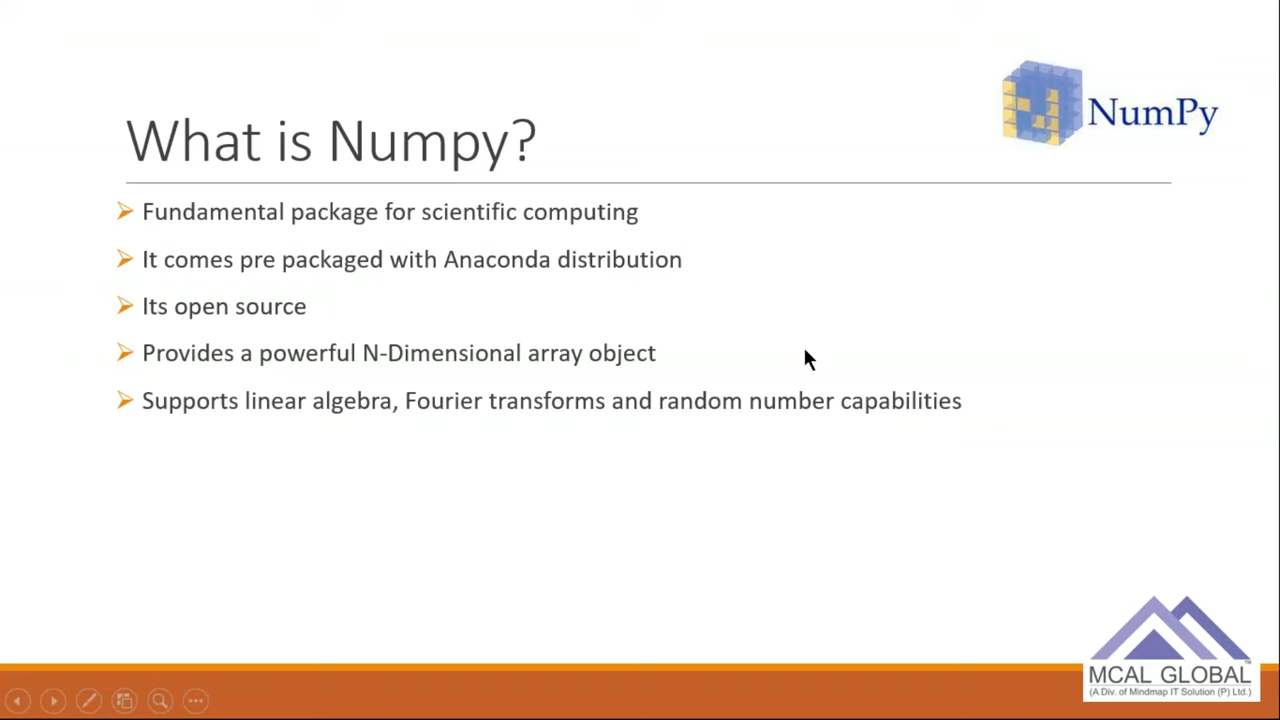 NumPy
What is Numpy?
Fundamental package for scientific computing
It comes pre packaged with Anaconda distribution
Its open source
Provides a powerful N-Dimensional array object
Supports linear algebra, Fourier transforms and random number capabilities
MCAL GLOBAL™
(A Div. of Mindmap IT Solution (P) Ltd.)